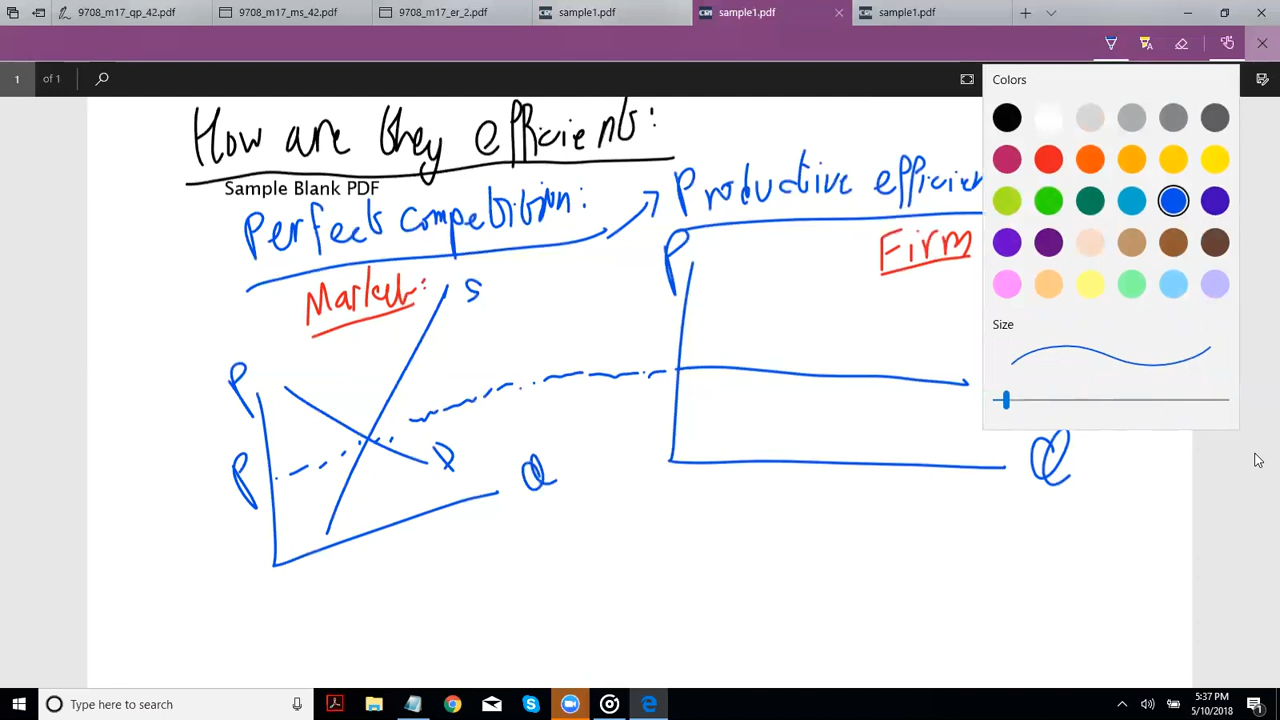 9708_m17_qp_42.pdf
9708_m17_ms_42.pdf
9708_m17_er_2.pdf
sample1.pdf
sample1.pdf
sample1.pdf
1 of 1
How are they efficients:
Sample Blank PDF
Perfect competition:
Productive efficien
Market:
S
P
P
D
Q
Firm
P
Q
Colors
Size
Type here to search
5:37 PM
5/10/2018